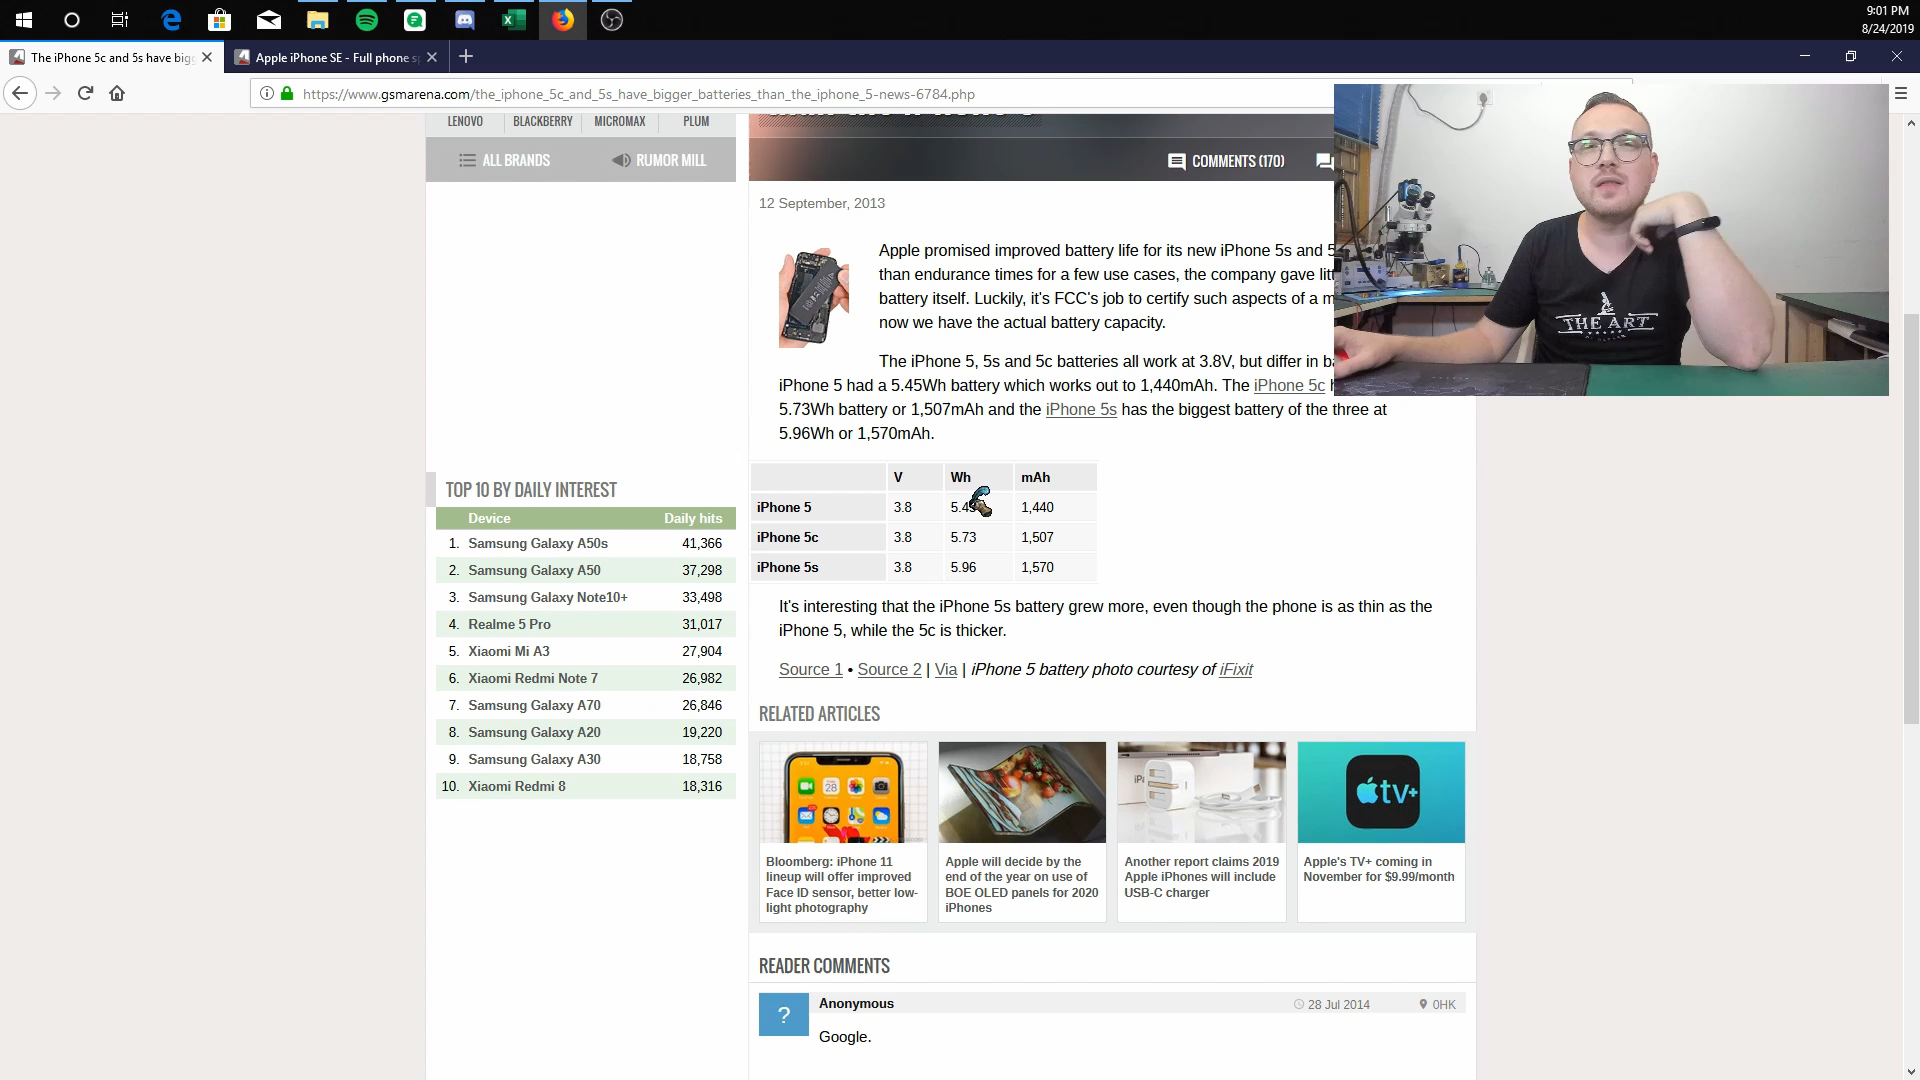 9:01 PM
8/24/2019
The iPhone 5c and 5s have bigg
Apple iPhone SE - Full phone s
https://www.gsmarena.com/the_iphone_5c_and_5s_have_bigger_batteries_than_the_iphone_5-news-6784.php
LENOVO BLACKBERRY MICROMAX PLUM
ALL BRANDS RUMOR MILL
COMMENTS (170)
12 September, 2013
Apple promised improved battery life for its new iPhone 5s and 5
than endurance times for a few use cases, the company gave litt
battery itself. Luckily, it's FCC's job to certify such aspects of a m
now we have the actual battery capacity.
The iPhone 5, 5s and 5c batteries all work at 3.8V, but differ in ba
iPhone 5 had a 5.45Wh battery which works out to 1,440mAh. The iPhone 5c h
5.73Wh battery or 1,507mAh and the iPhone 5s has the biggest battery of the three at
5.96Wh or 1,570mAh.
V Wh mAh
iPhone 5 3.8 5.45 1,440
iPhone 5c 3.8 5.73 1,507
iPhone 5s 3.8 5.96 1,570
It's interesting that the iPhone 5s battery grew more, even though the phone is as thin as the
iPhone 5, while the 5c is thicker.
Source 1 • Source 2 | Via | iPhone 5 battery photo courtesy of iFixit
TOP 10 BY DAILY INTEREST
Device Daily hits
1. Samsung Galaxy A50s 41,366
2. Samsung Galaxy A50 37,298
3. Samsung Galaxy Note10+ 33,498
4. Realme 5 Pro 31,017
5. Xiaomi Mi A3 27,904
6. Xiaomi Redmi Note 7 26,982
7. Samsung Galaxy A70 26,846
8. Samsung Galaxy A20 19,220
9. Samsung Galaxy A30 18,758
10. Xiaomi Redmi 8 18,316
RELATED ARTICLES
28
tv+
Bloomberg: iPhone 11
lineup will offer improved
Face ID sensor, better low-
light photography
Apple will decide by the
end of the year on use of
BOE OLED panels for 2020
iPhones
Another report claims 2019
Apple iPhones will include
USB-C charger
Apple's TV+ coming in
November for $9.99/month
READER COMMENTS
?
Anonymous 28 Jul 2014 0HK
Google.
THE ART